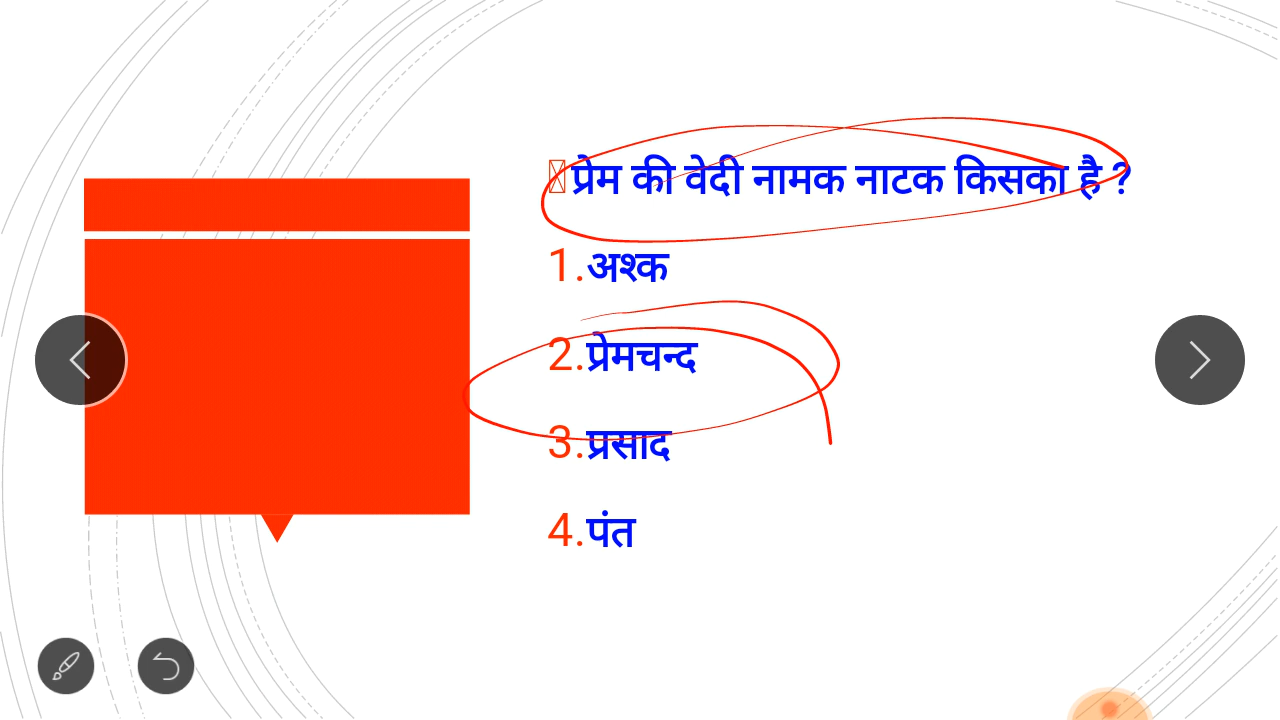 प्रेम की वेदी नामक नाटक किसका है ?
1.अश्क
2.प्रेमचन्द
3.प्रसाद
4.पंत